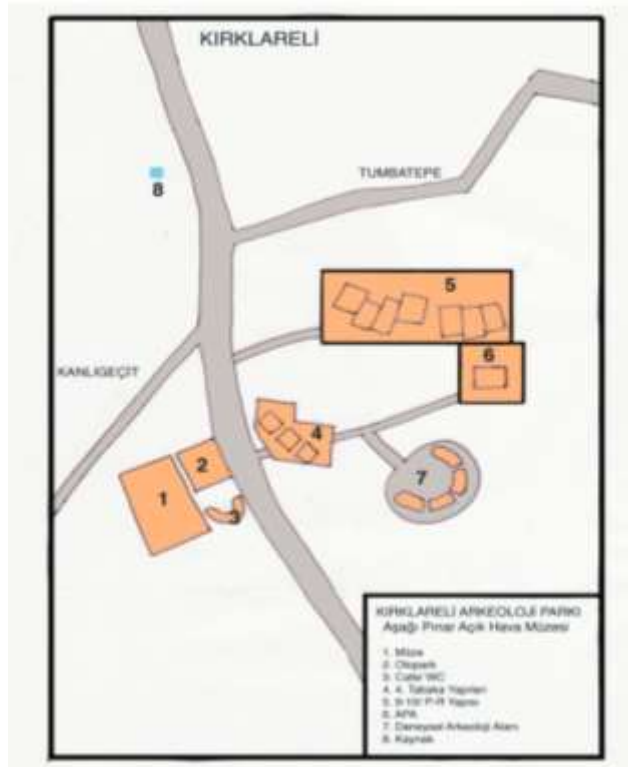 KIRKLARELİ
TUMBATEPE
8
5
6
KANLIGEÇİT
4
2
7
1
3
KIRKLARELİ ARKEOLOJİ PARKI
Aşağı Pınar Açık Hava Müzesi
1. Müze
2. Otopark
3. Cafe/ WC
4. 4. Tabaka Yapıları
5. P-R Yapısı
6. APA
7. Deneysel Arkeoloji Alanı
8. Kaynak